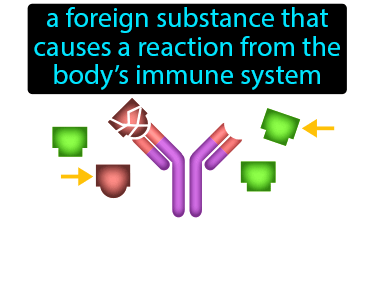 a foreign substance that
causes a reaction from the
body’s immune system